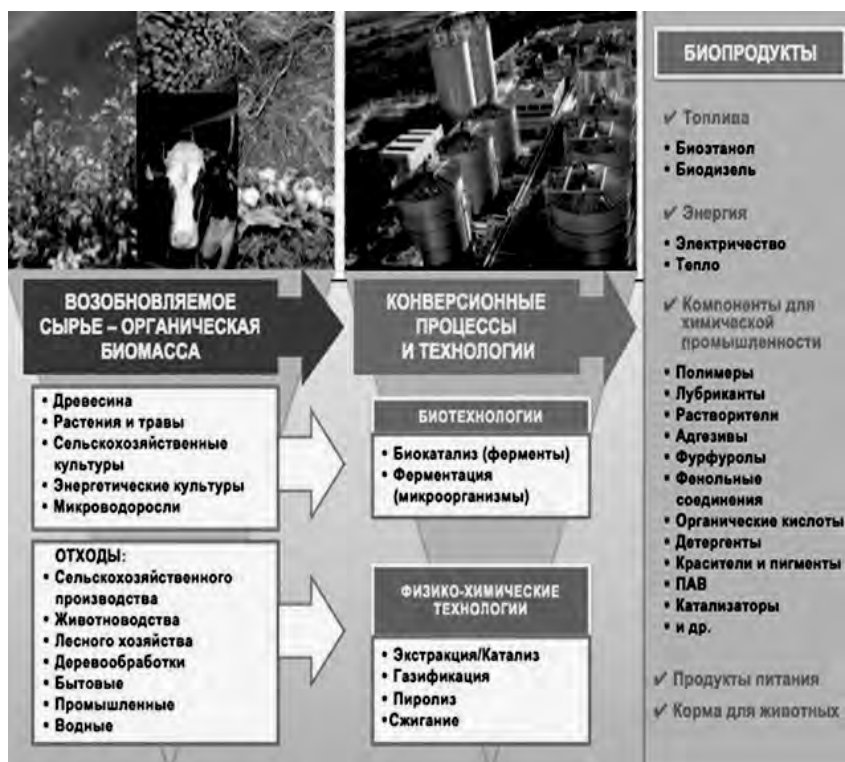 ВОЗОБНОВЛЯЕМОЕ
СЫРЬЕ – ОРГАНИЧЕСКАЯ
БИОМАССА
• Древесина
• Растения и травы
• Сельскохозяйственные
культуры
• Энергетические культуры
• Микроводоросли
ОТХОДЫ:
• Сельскохозяйственного
производства
• Животноводства
• Лесного хозяйства
• Деревообработки
• Бытовые
• Промышленные
• Водные
КОНВЕРСИОННЫЕ
ПРОЦЕССЫ
И ТЕХНОЛОГИИ
БИОТЕХНОЛОГИИ
• Биокатализ (ферменты)
• Ферментация
(микроорганизмы)
ФИЗИКО-ХИМИЧЕСКИЕ
ТЕХНОЛОГИИ
• Экстракция/Катализ
• Газификация
• Пиролиз
•Сжигание
БИОПРОДУКТЫ
✔ Топлива
• Биоэтанол
• Биодизель
✔ Энергия
• Электричество
• Тепло
✔ Компоненты для
химической
промышленности
• Полимеры
• Лубриканты
• Растворители
• Адгезивы
• Фурфуролы
• Фенольные
соединения
• Органические кислоты
• Детергенты
• Красители и пигменты
• ПАВ
• Катализаторы
• и др.
✔ Продукты питания
✔ Корма для животных